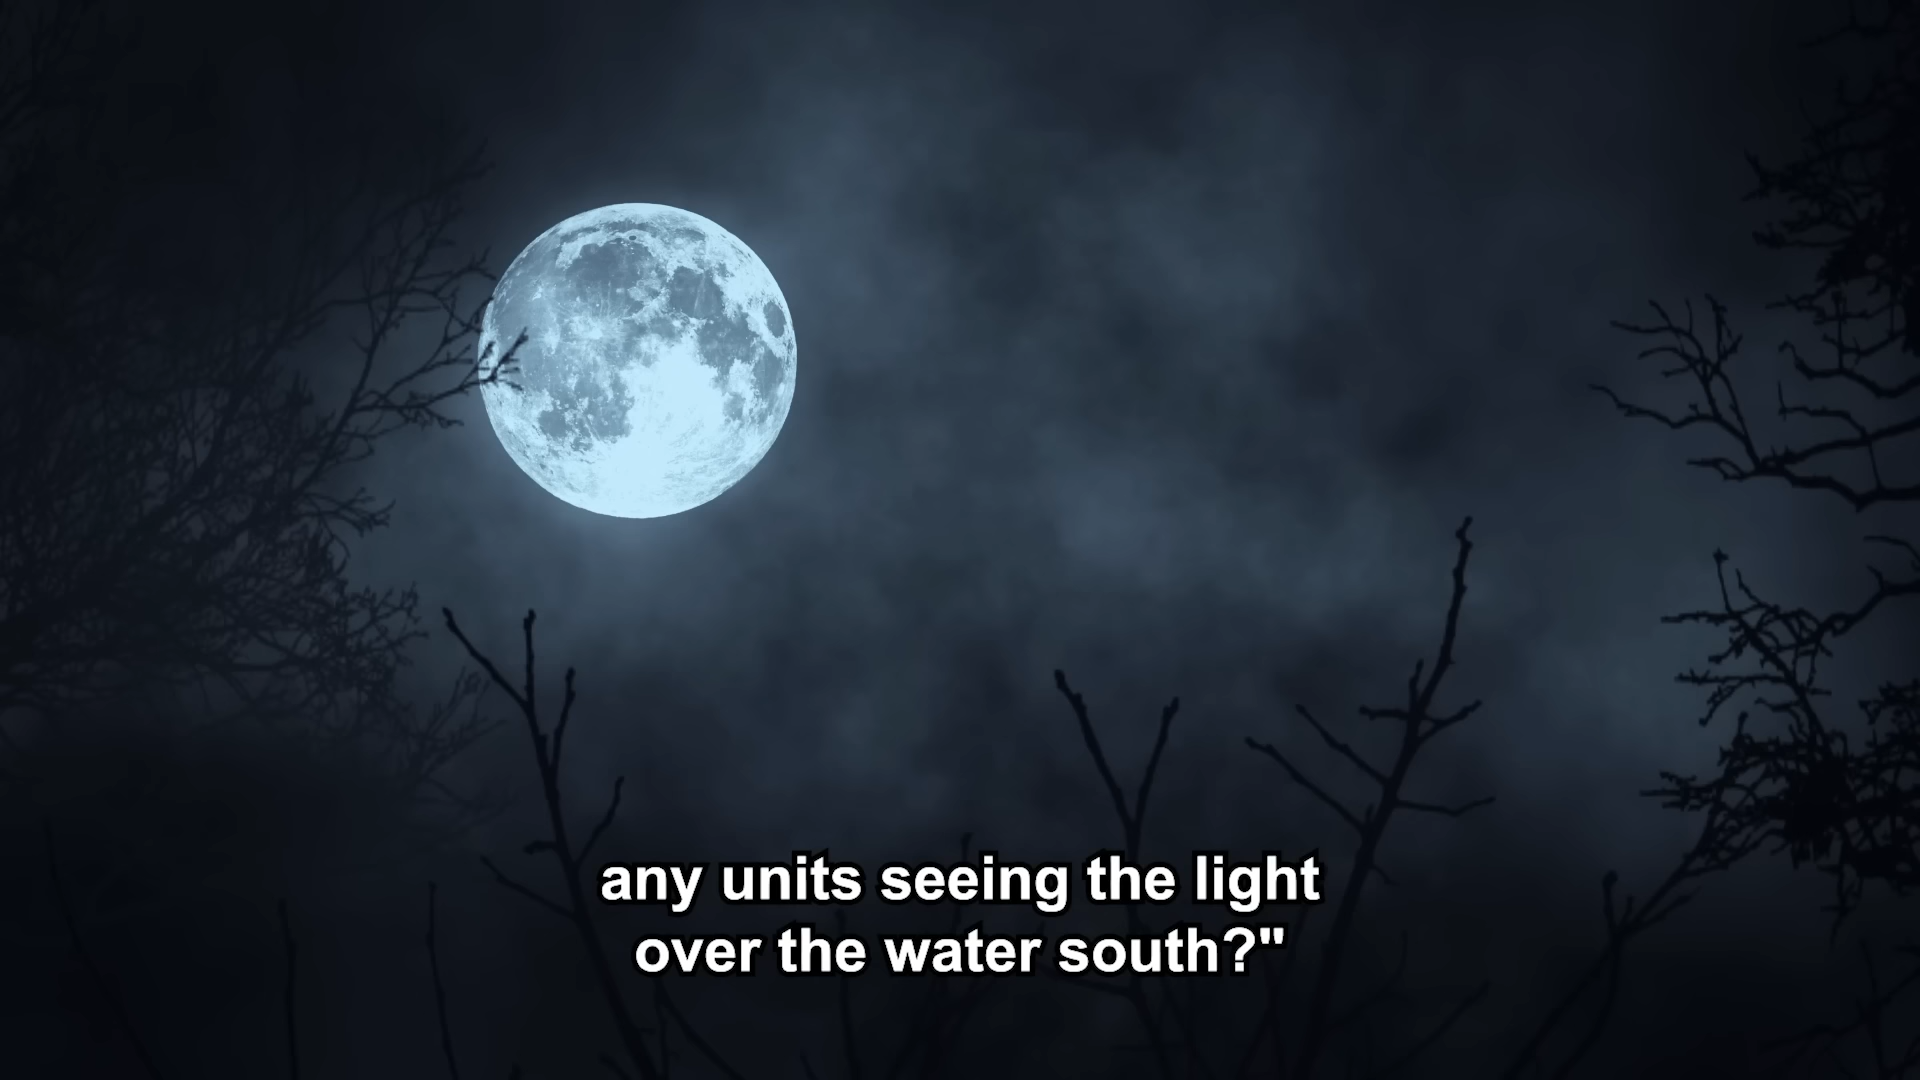 any units seeing the light
over the water south?"